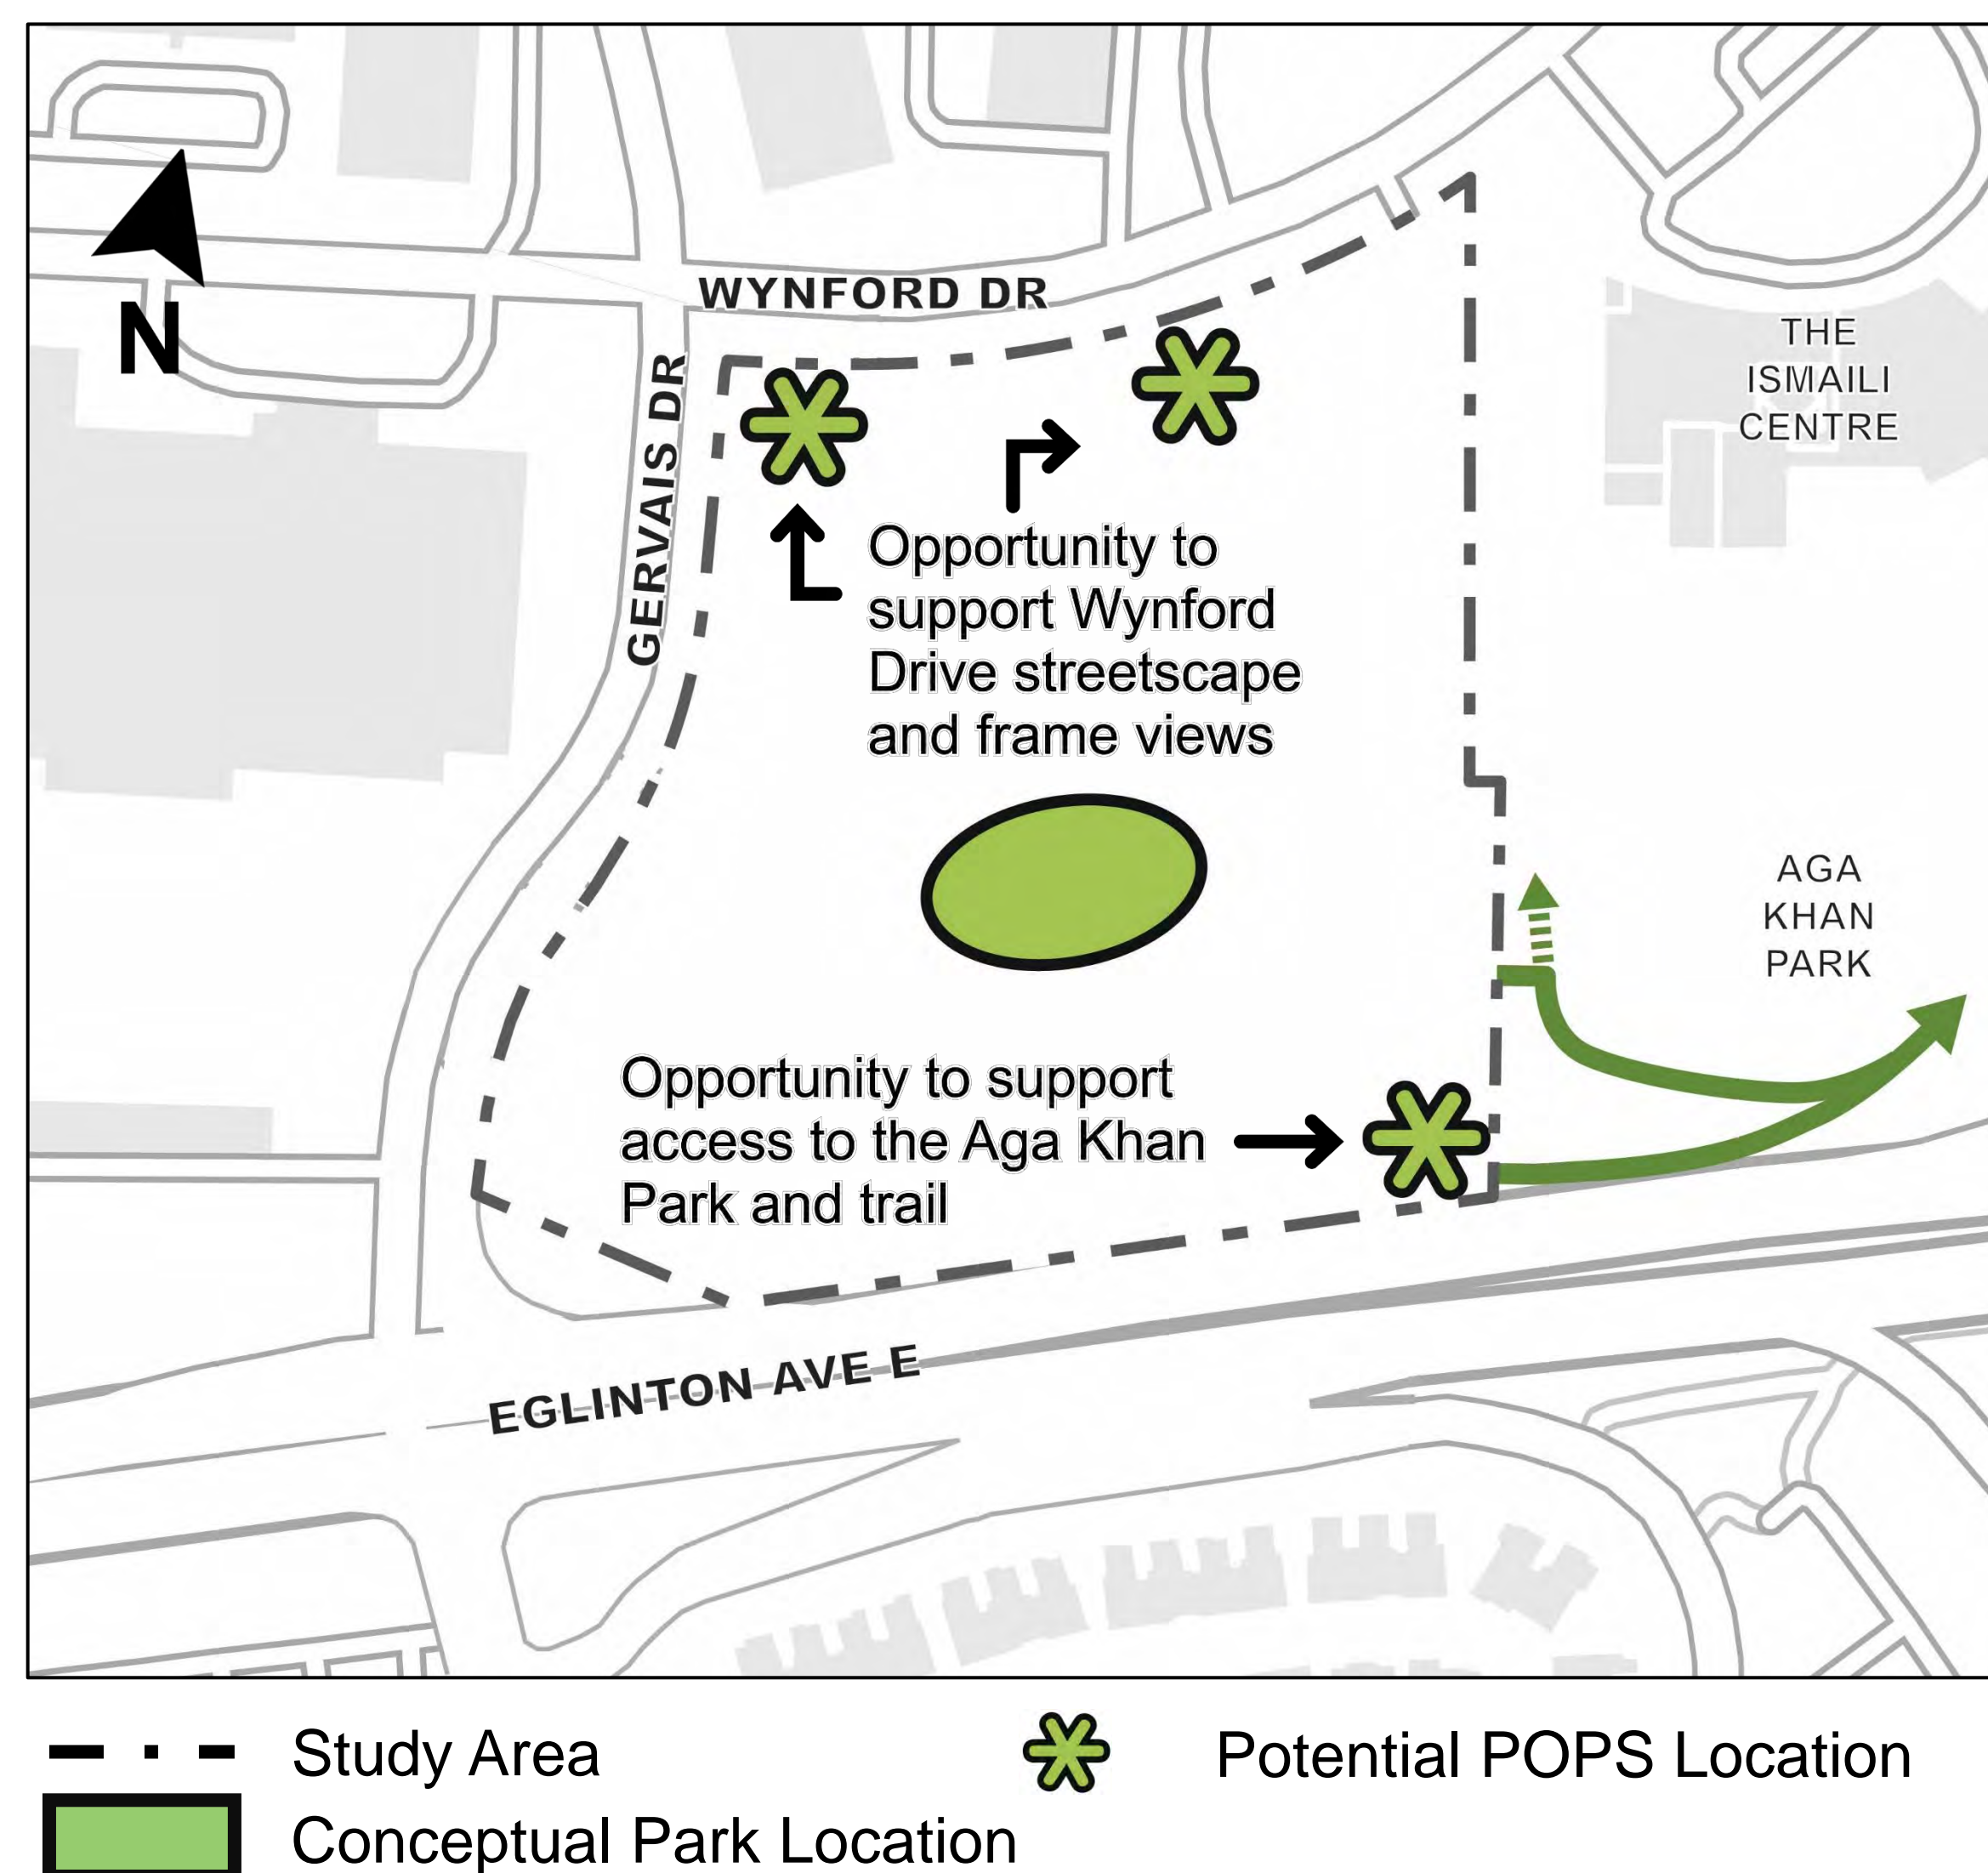 N
WYNFORD DR
GERVAIS DR
THE
ISMAILI
CENTRE
Opportunity to
support Wynford
Drive streetscape
and frame views
AGA
KHAN
PARK
Opportunity to support
access to the Aga Khan
Park and trail
EGLINTON AVE E
Study Area
Potential POPS Location
Conceptual Park Location